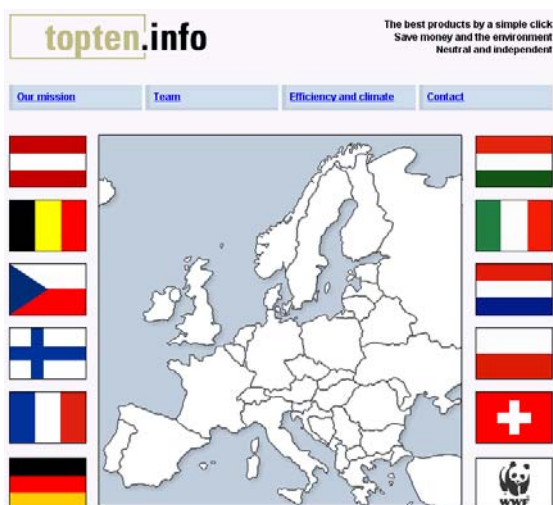 topten.info
The best products by a simple click
Save money and the environment
Neutral and independent
Our mission
Team
Efficiency and climate
Contact
WWF